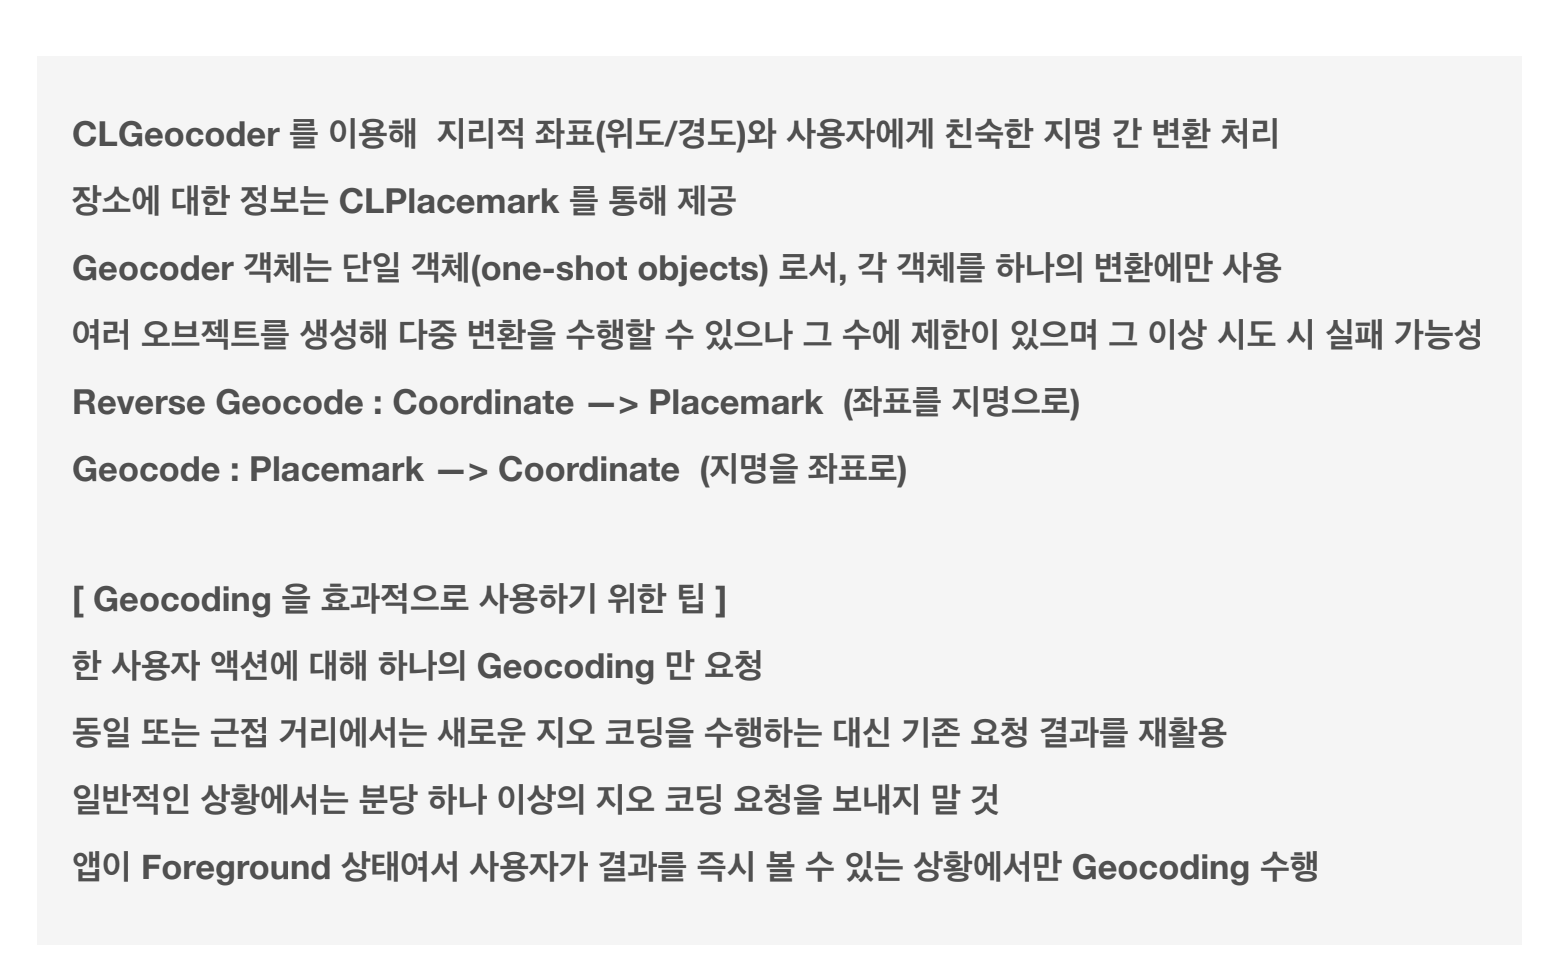 CLGeocoder 를 이용해  지리적 좌표(위도/경도)와 사용자에게 친숙한 지명 간 변환 처리
장소에 대한 정보는 CLPlacemark 를 통해 제공
Geocoder 객체는 단일 객체(one-shot objects) 로서, 각 객체를 하나의 변환에만 사용
여러 오브젝트를 생성해 다중 변환을 수행할 수 있으나 그 수에 제한이 있으며 그 이상 시도 시 실패 가능성
Reverse Geocode : Coordinate —> Placemark  (좌표를 지명으로)
Geocode : Placemark —> Coordinate  (지명을 좌표로)
[ Geocoding 을 효과적으로 사용하기 위한 팁 ]
한 사용자 액션에 대해 하나의 Geocoding 만 요청
동일 또는 근접 거리에서는 새로운 지오 코딩을 수행하는 대신 기존 요청 결과를 재활용
일반적인 상황에서는 분당 하나 이상의 지오 코딩 요청을 보내지 말 것
앱이 Foreground 상태여서 사용자가 결과를 즉시 볼 수 있는 상황에서만 Geocoding 수행